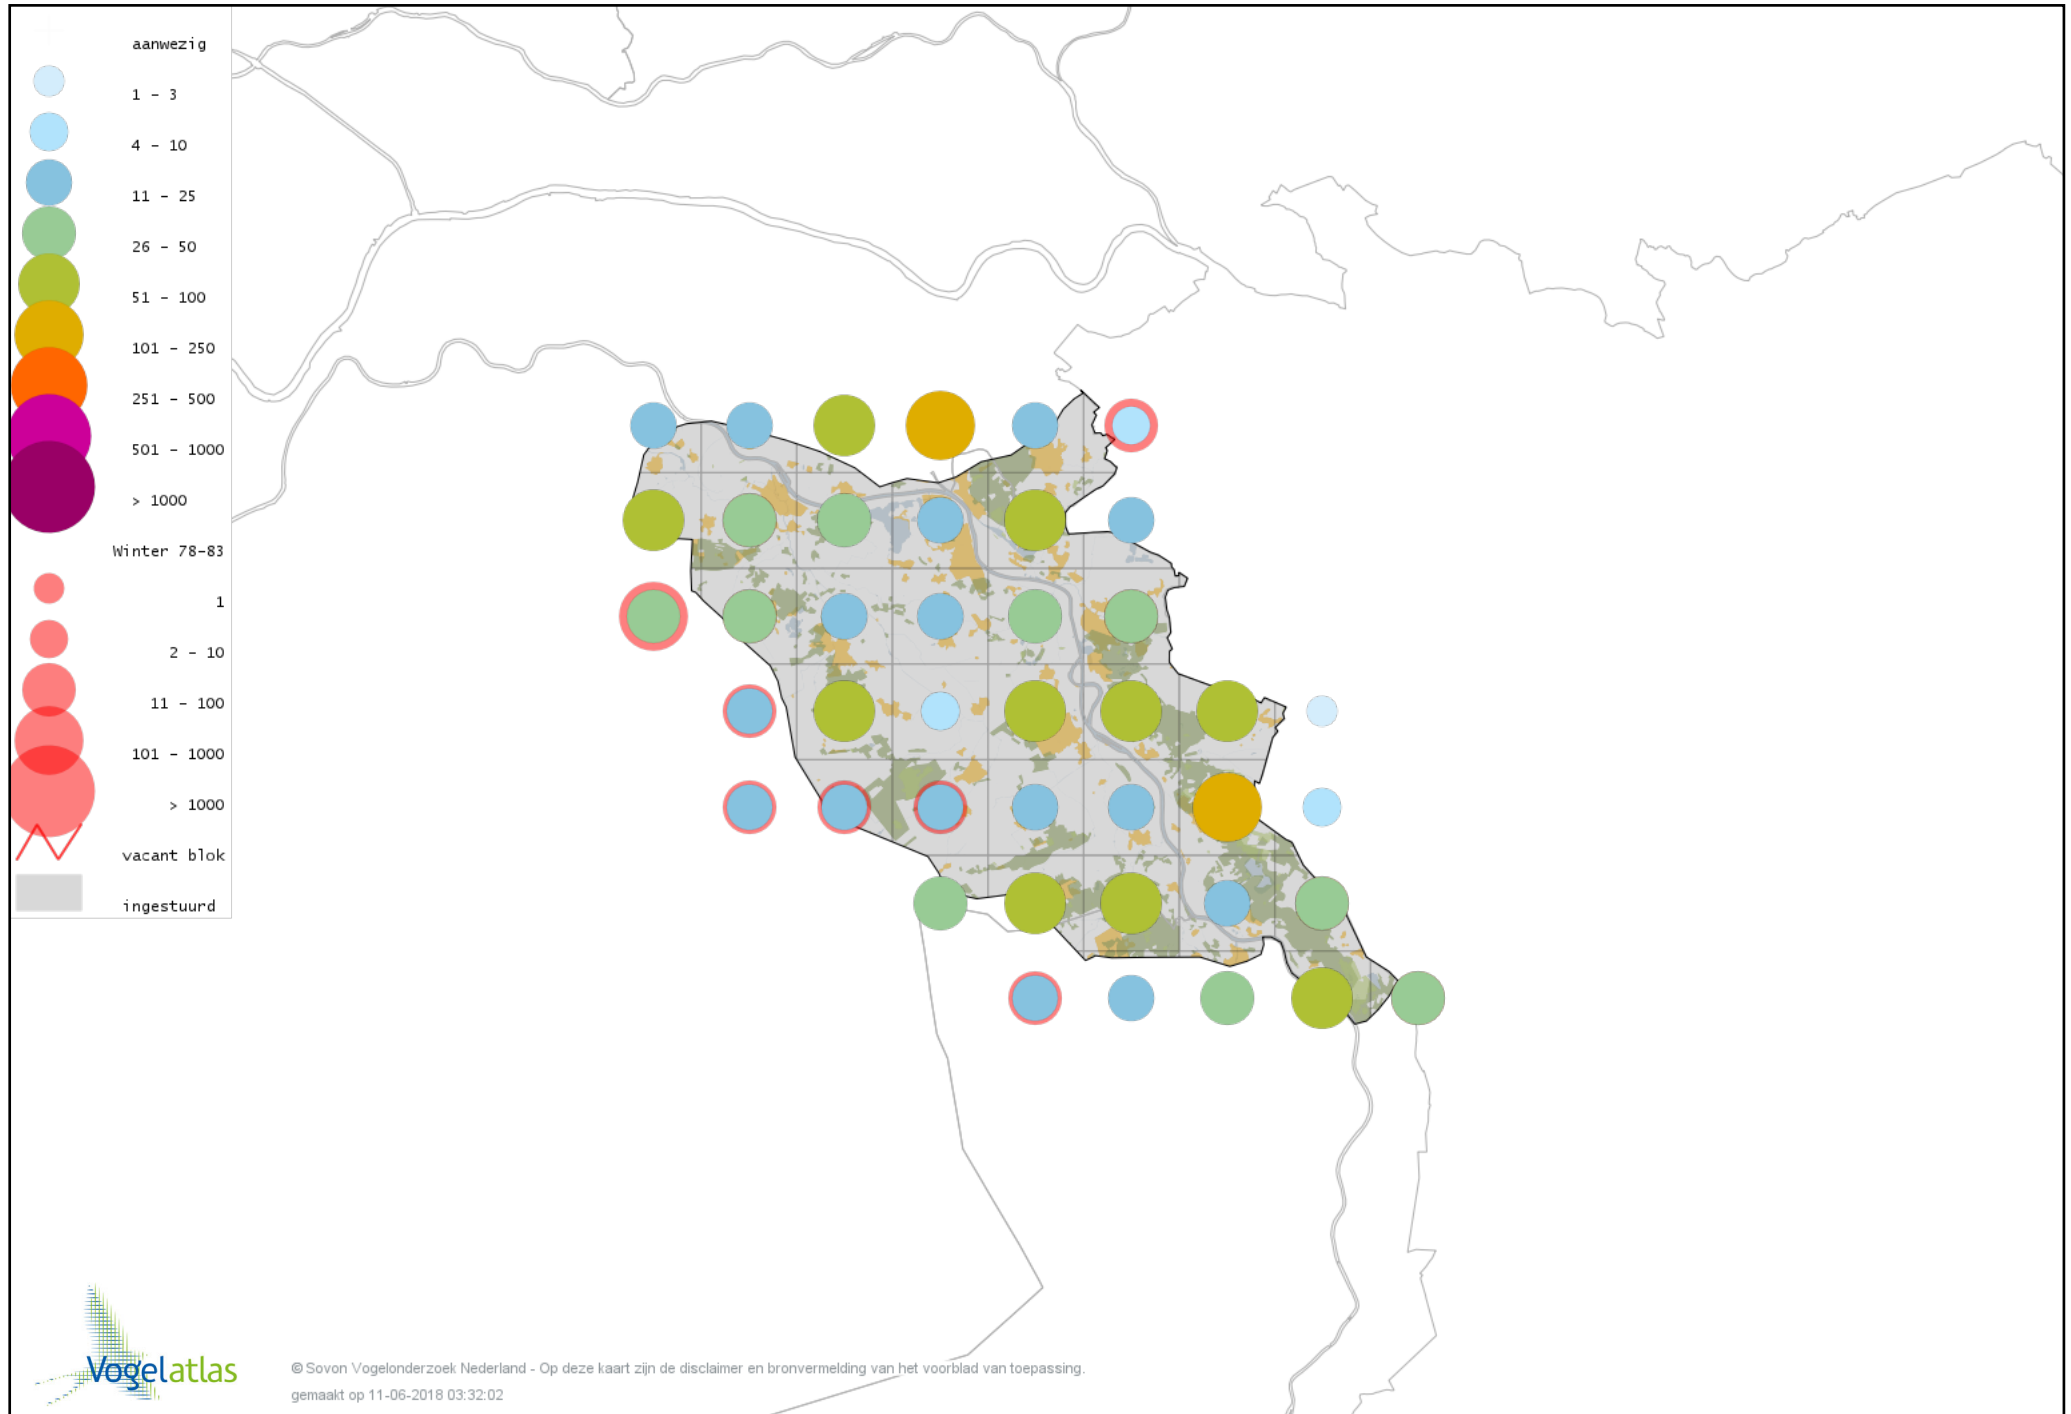 aanwezig
1 - 3
4 - 10
11 - 25
26 - 50
51 - 100
101 - 250
251 - 500
501 - 1000
> 1000
Winter 78-83
1
2 - 10
11 - 100
101 - 1000
> 1000
vacant blok
ingestuurd
Vogelatlas
© Sovon Vogelonderzoek Nederland - Op deze kaart zijn de disclaimer en bronvermelding van het voorblad van toepassing.
gemaakt op 11-06-2018 03:32:02